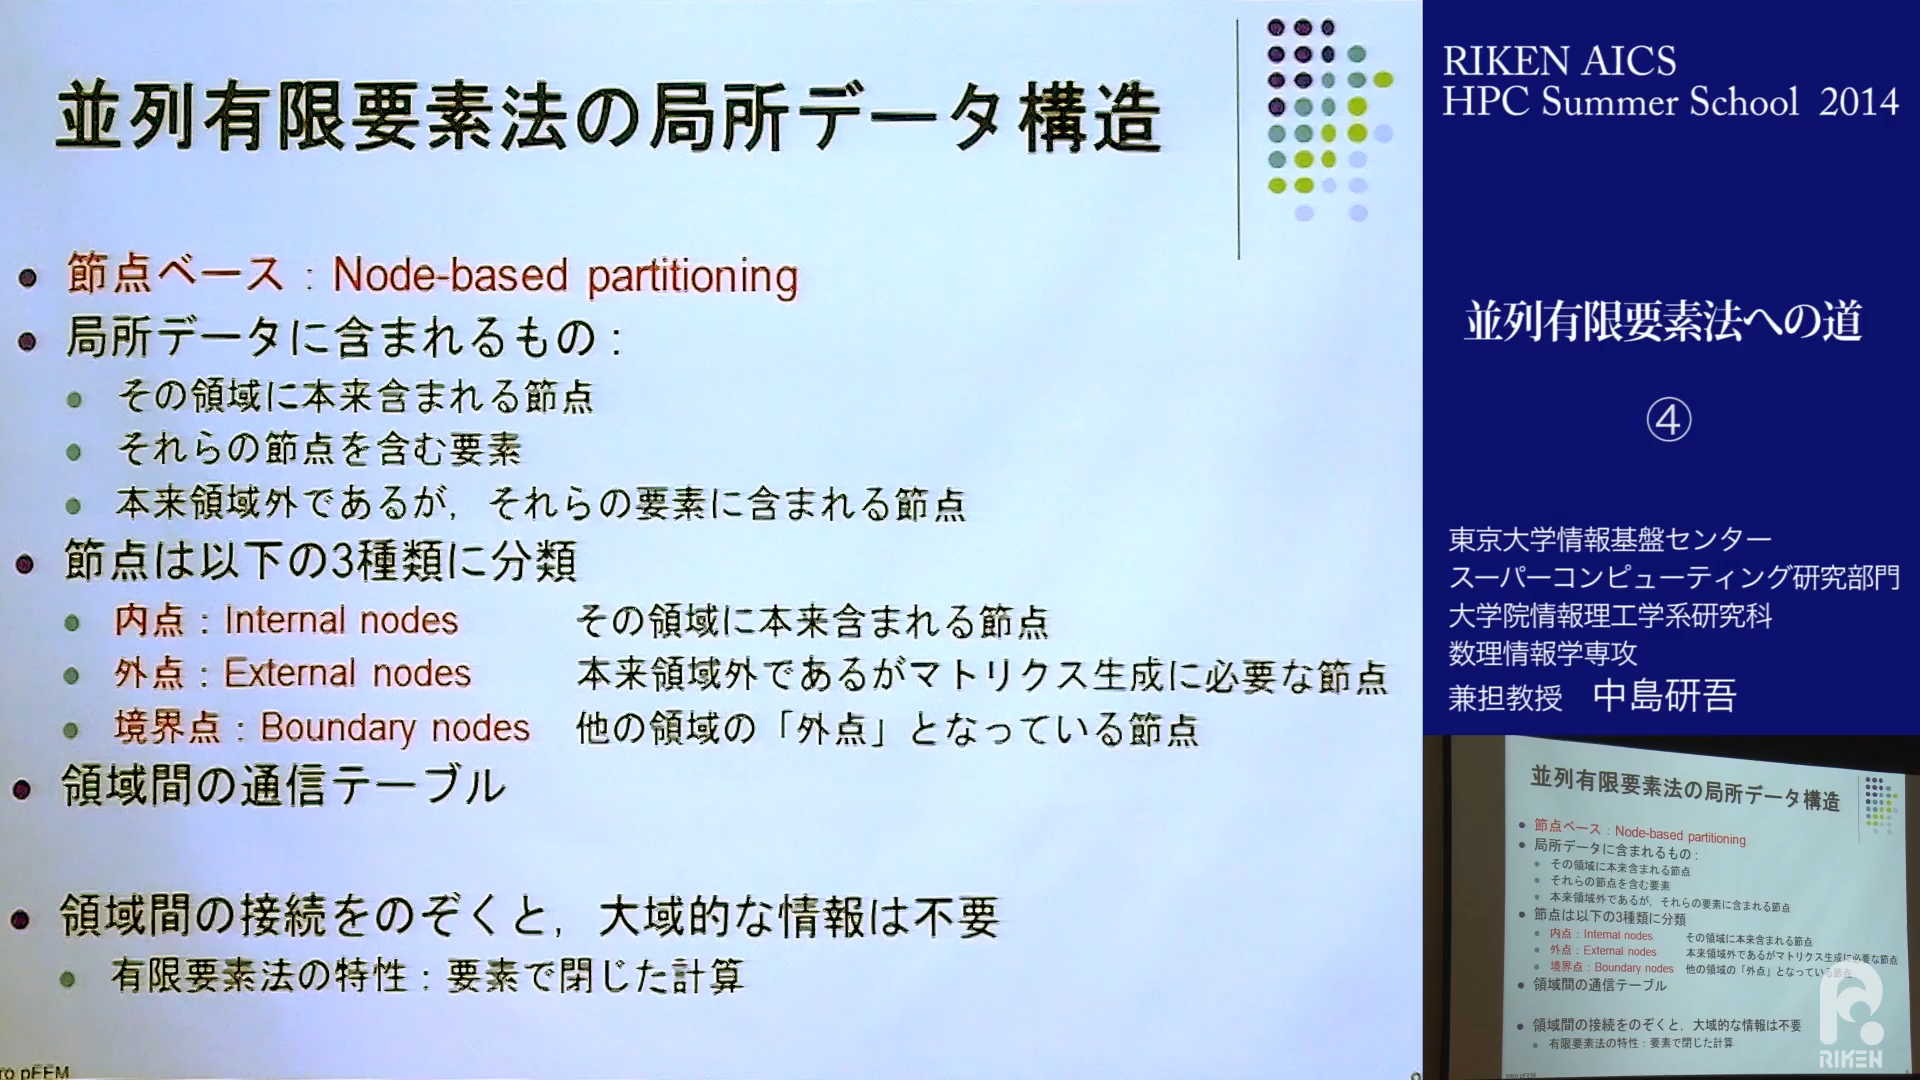 並列有限要素法の局所データ構造
節点ベース：Node-based partitioning
局所データに含まれるもの：
その領域に本来含まれる節点
それらの節点を含む要素
本来領域外であるが，それらの要素に含まれる節点
節点は以下の3種類に分類
内点：Internal nodes その領域に本来含まれる節点
外点：External nodes 本来領域外であるがマトリクス生成に必要な節点
境界点：Boundary nodes 他の領域の「外点」となっている節点
領域間の通信テーブル
領域間の接続をのぞくと，大域的な情報は不要
有限要素法の特性：要素で閉じた計算
pFEM
RIKEN AICS
HPC Summer School 2014
並列有限要素法への道
④
東京大学情報基盤センター
スーパーコンピューティング研究部門
大学院情報理工学系研究科
数理情報学専攻
兼担教授 中島研吾
並列有限要素法の局所データ構造
節点ベース：Node-based partitioning
局所データに含まれるもの：
その領域に本来含まれる節点
それらの節点を含む要素
本来領域外であるが，それらの要素に含まれる節点
節点は以下の3種類に分類
内点：Internal nodes その領域に本来含まれる節点
外点：External nodes 本来領域外であるがマトリクス生成に必要な節点
境界点：Boundary nodes 他の領域の「外点」となっている節点
領域間の通信テーブル
領域間の接続をのぞくと，大域的な情報は不要
有限要素法の特性：要素で閉じた計算
RIKEN